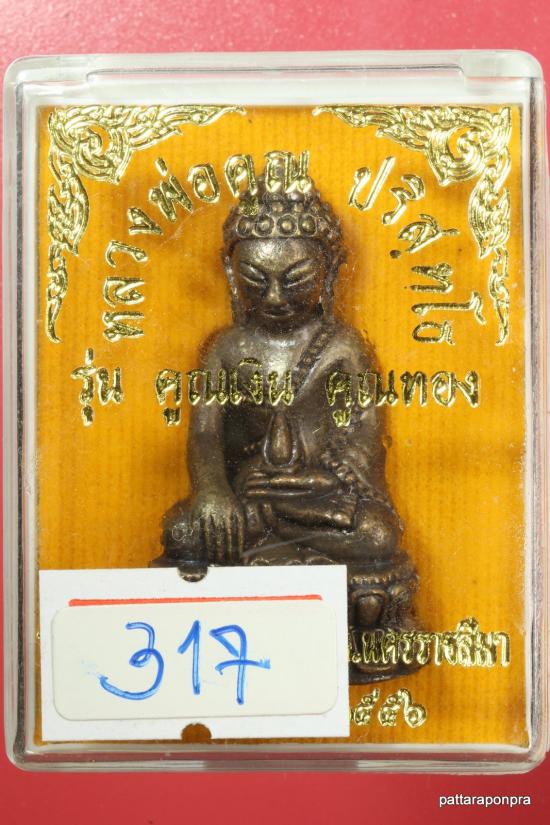 หลวงพ่อคูณ ปริสุทโธ
รุ่น คูณเงิน คูณทอง
.นครราชสีมา
๒๕๕๖
317
pattaraponpra